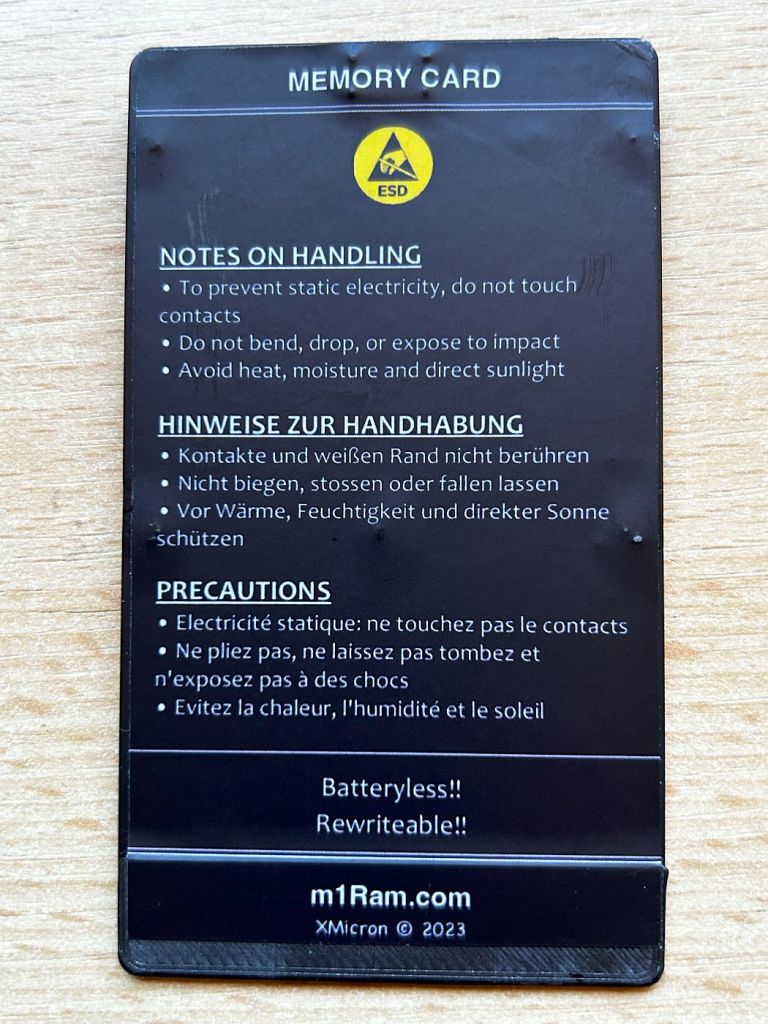 MEMORY CARD
ESD
NOTES ON HANDLING
• To prevent static electricity, do not touch
contacts
• Do not bend, drop, or expose to impact
• Avoid heat, moisture and direct sunlight
HINWEISE ZUR HANDHABUNG
• Kontakte und weißen Rand nicht berühren
• Nicht biegen, stossen oder fallen lassen
• Vor Wärme, Feuchtigkeit und direkter Sonne
schützen
PRECAUTIONS
• Electricité statique: ne touchez pas le contacts
• Ne pliez pas, ne laissez pas tombez et
n'exposez pas à des chocs
• Evitez la chaleur, l'humidité et le soleil
Batteryless!!
Rewriteable!!
m1Ram.com
XMicron © 2023